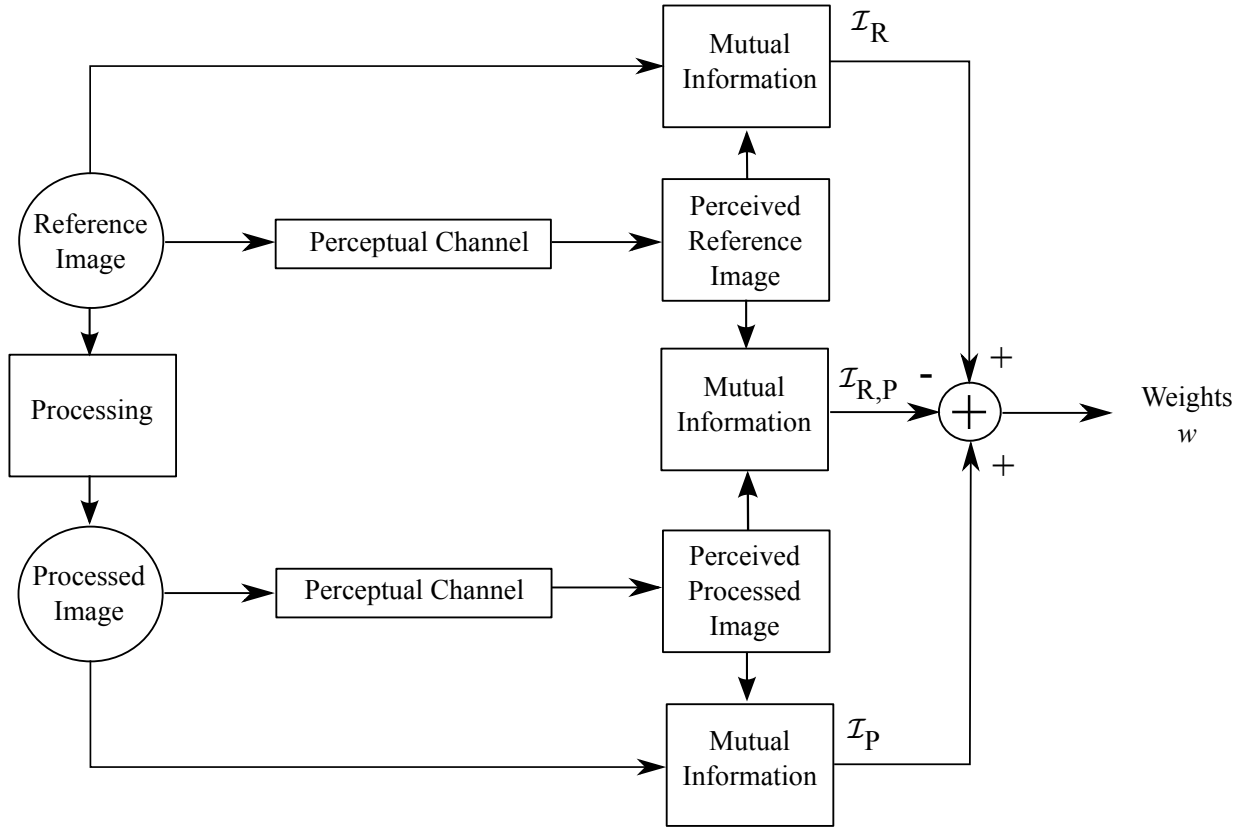 Mutual
Information
ℐR
Reference
Image
Perceptual Channel
Perceived
Reference
Image
Processing
Mutual
Information
ℐR,P
-
+
+
+
Weights
w
Processed
Image
Perceptual Channel
Perceived
Processed
Image
Mutual
Information
ℐP